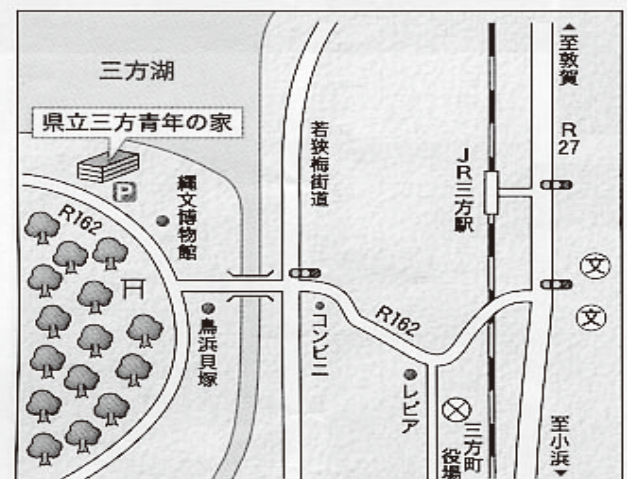 三方湖
県立三方青年の家
P
R162
縄文博物館
鳥浜貝塚
若狭梅街道
コンビニ
R162
レピア
三方町
役場
JR三方駅
至敦賀
R
27
文
文
至小浜